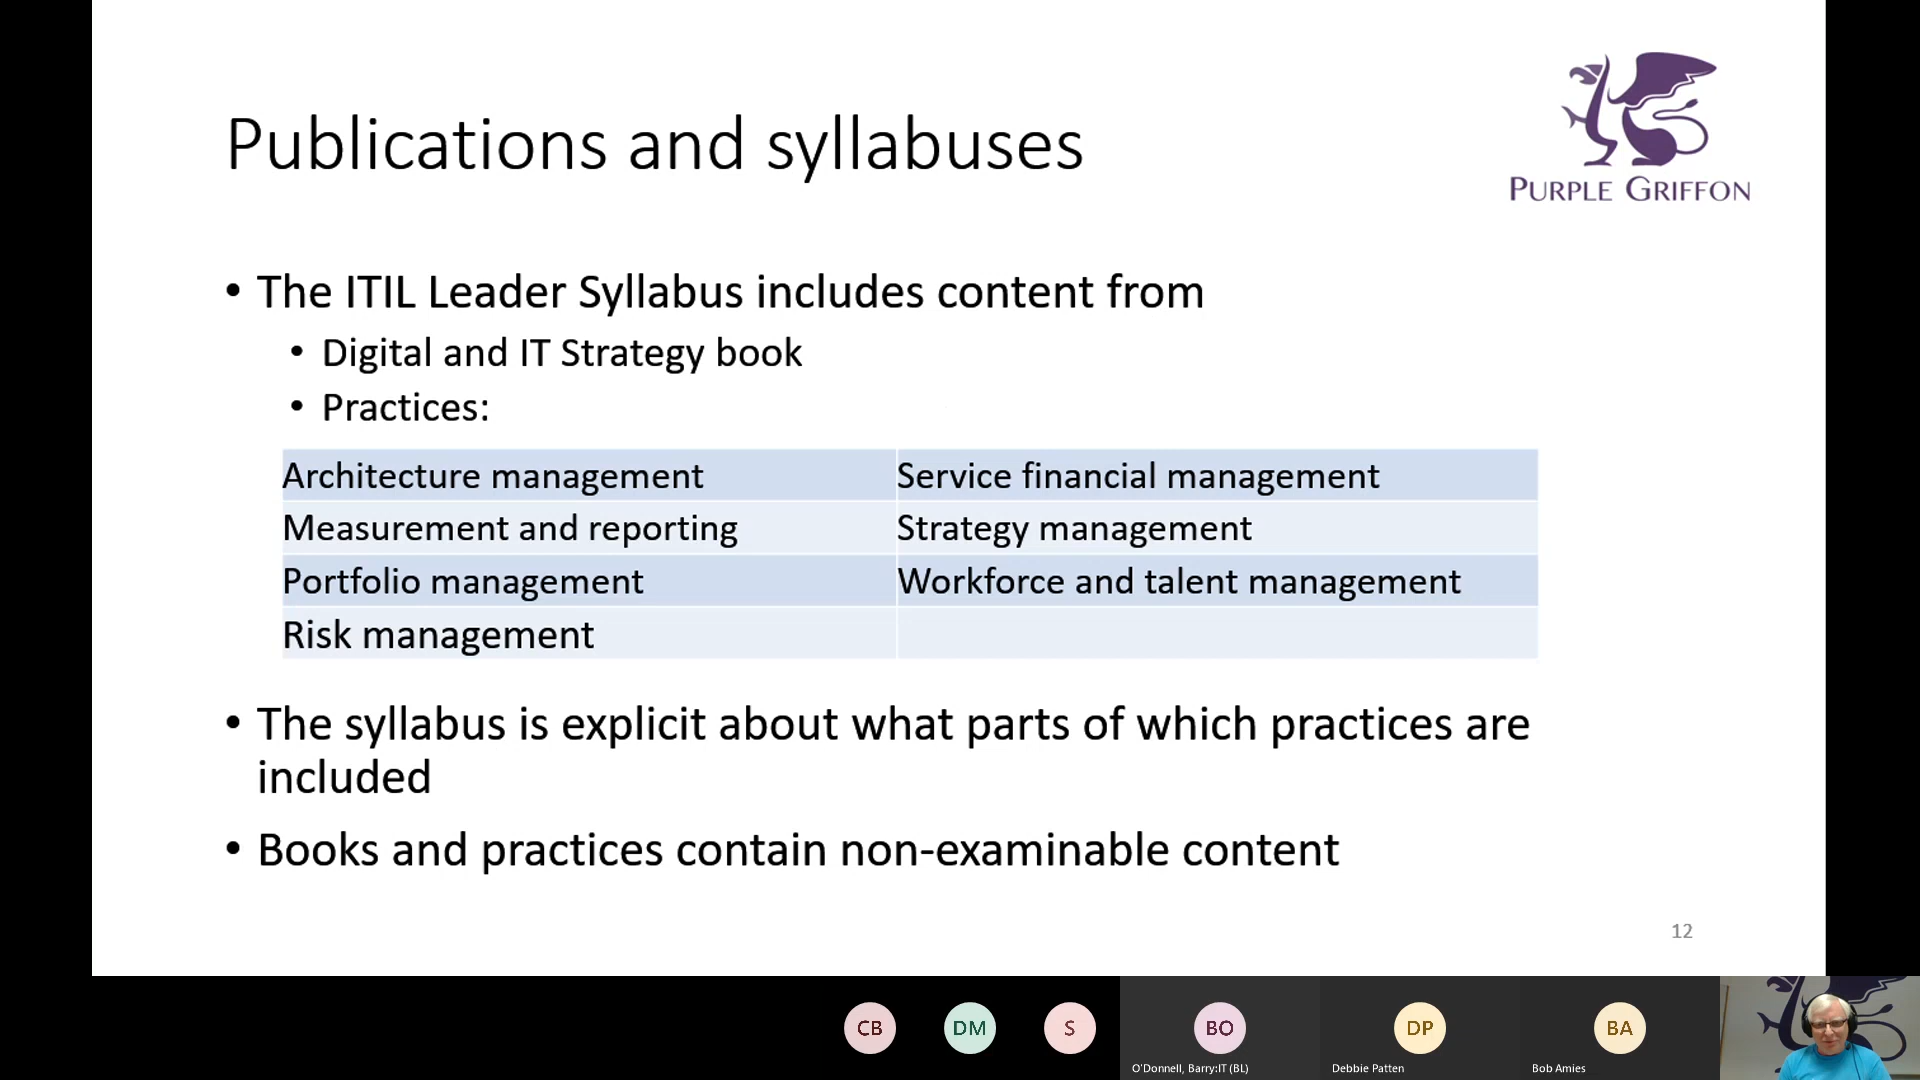 PURPLE GRIFFON
Publications and syllabuses
• The ITIL Leader Syllabus includes content from
• Digital and IT Strategy book
• Practices:
Architecture management
Service financial management
Measurement and reporting
Strategy management
Portfolio management
Workforce and talent management
Risk management
• The syllabus is explicit about what parts of which practices are
included
• Books and practices contain non-examinable content
12
CB
DM
S
BO
DP
BA
O'Donnell, Barry:IT (BL)
Debbie Patten
Bob Amies